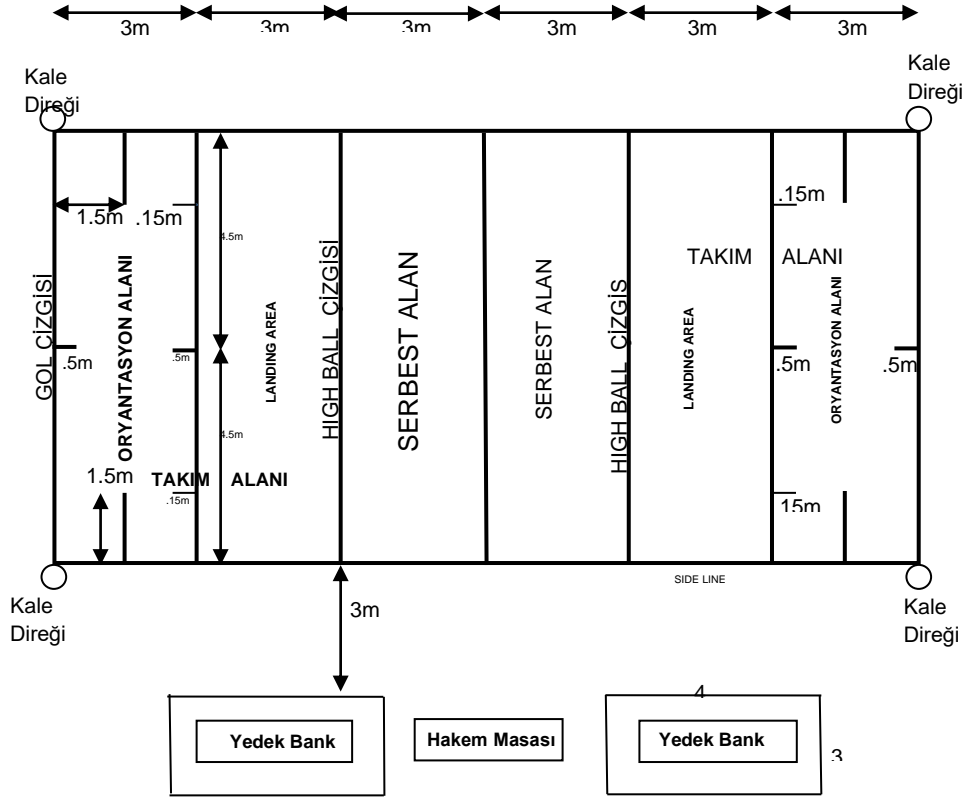 3m
3m
3m
3m
3m
3m
Kale
Direği
Kale
Direği
1.5m
.15m
4.5m
.15m
GOL ÇİZGİSİ
ORYANTASYON ALANI
LANDING AREA
HIGH BALL ÇİZGİSİ
SERBEST ALAN
SERBEST ALAN
HIGH BALL ÇİZGİS
LANDING AREA
TAKIM ALANI
ORYANTASYON ALANI
.5m
.5m
.5m
.5m
4.5m
1.5m
TAKIM ALANI
.15m
15m
SIDE LINE
Kale
Direği
3m
Kale
Direği
4
Yedek Bank
Hakem Masası
Yedek Bank
3